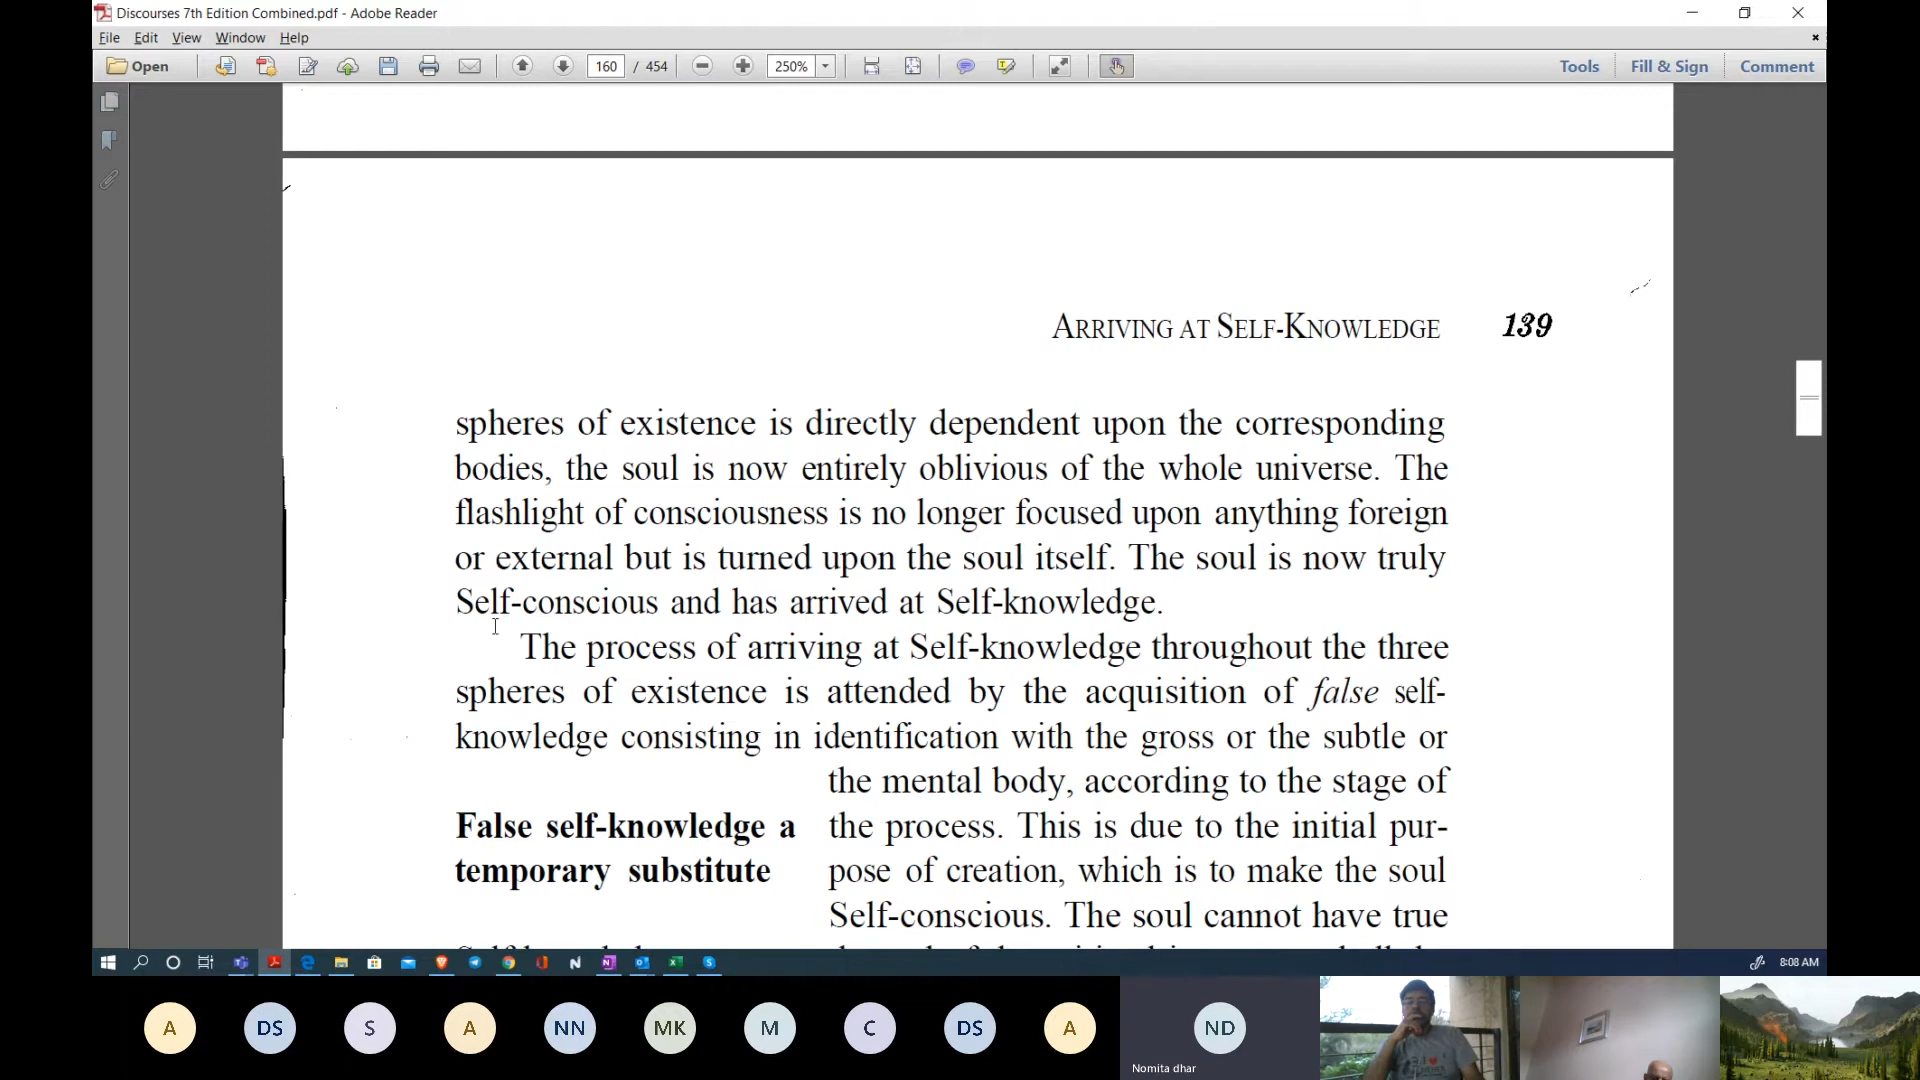 Discourses 7th Edition Combined.pdf - Adobe Reader
File Edit View Window Help
Open 160 / 454 250% Tools Fill & Sign Comment
ARRIVING AT SELF-KNOWLEDGE 139
spheres of existence is directly dependent upon the corresponding
bodies, the soul is now entirely oblivious of the whole universe. The
flashlight of consciousness is no longer focused upon anything foreign
or external but is turned upon the soul itself. The soul is now truly
Self-conscious and has arrived at Self-knowledge.
The process of arriving at Self-knowledge throughout the three
spheres of existence is attended by the acquisition of false self-
knowledge consisting in identification with the gross or the subtle or
the mental body, according to the stage of
False self-knowledge a
temporary substitute
the process. This is due to the initial pur-
pose of creation, which is to make the soul
Self-conscious. The soul cannot have true
8:08 AM
A DS S A NN MK M C DS A ND
Nomita dhar